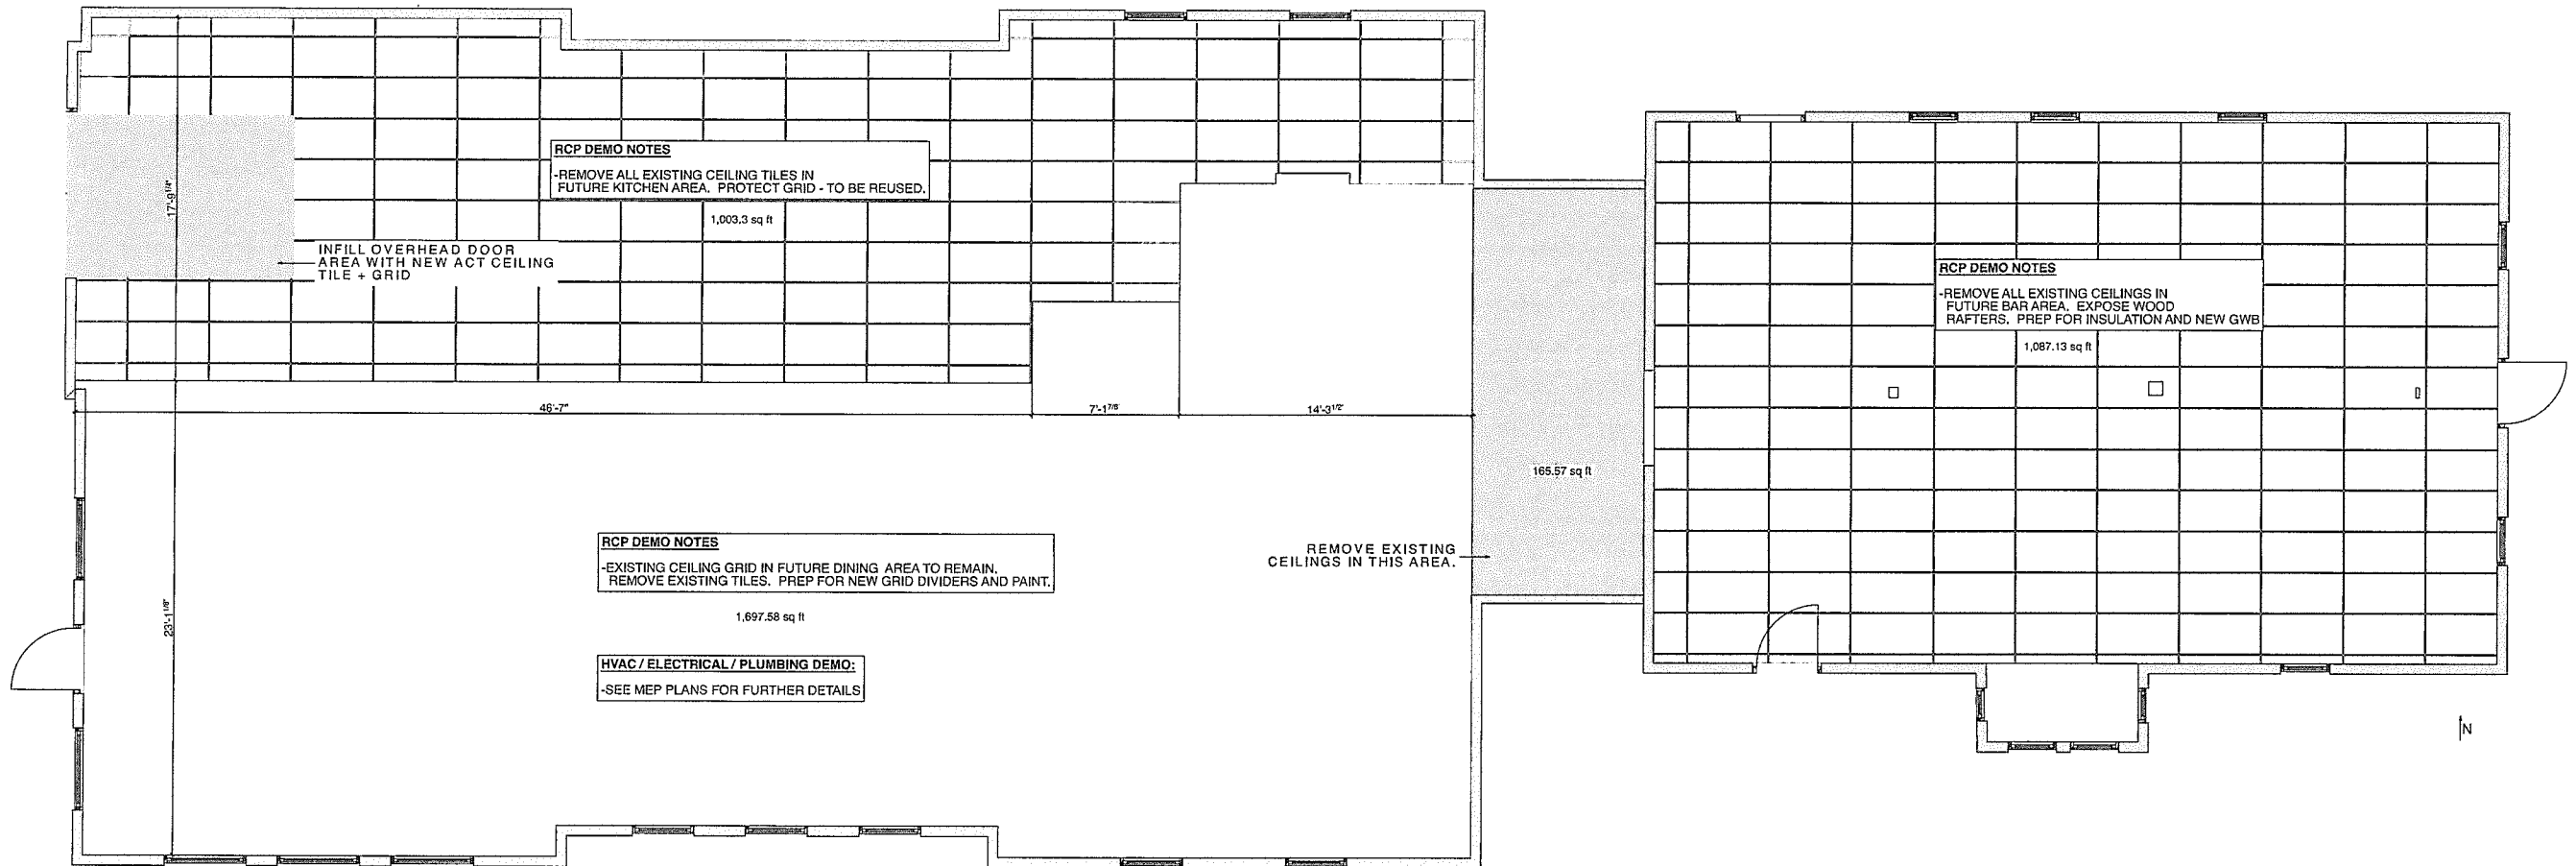 RCP DEMO NOTES
-REMOVE ALL EXISTING CEILING TILES IN
FUTURE KITCHEN AREA. PROTECT GRID - TO BE REUSED.
1,003.3 sq ft
17'-9 1/4"
INFILL OVERHEAD DOOR
AREA WITH NEW ACT CEILING
TILE + GRID
RCP DEMO NOTES
-REMOVE ALL EXISTING CEILINGS IN
FUTURE BAR AREA. EXPOSE WOOD
RAFTERS. PREP FOR INSULATION AND NEW GWB
1,087.13 sq ft
46'-7"
7'-1 7/8"
14'-3 1/2"
165.57 sq ft
RCP DEMO NOTES
-EXISTING CEILING GRID IN FUTURE DINING AREA TO REMAIN.
REMOVE EXISTING TILES. PREP FOR NEW GRID DIVIDERS AND PAINT.
REMOVE EXISTING
CEILINGS IN THIS AREA.
1,697.58 sq ft
23'-1 1/8"
HVAC / ELECTRICAL / PLUMBING DEMO:
-SEE MEP PLANS FOR FURTHER DETAILS
N